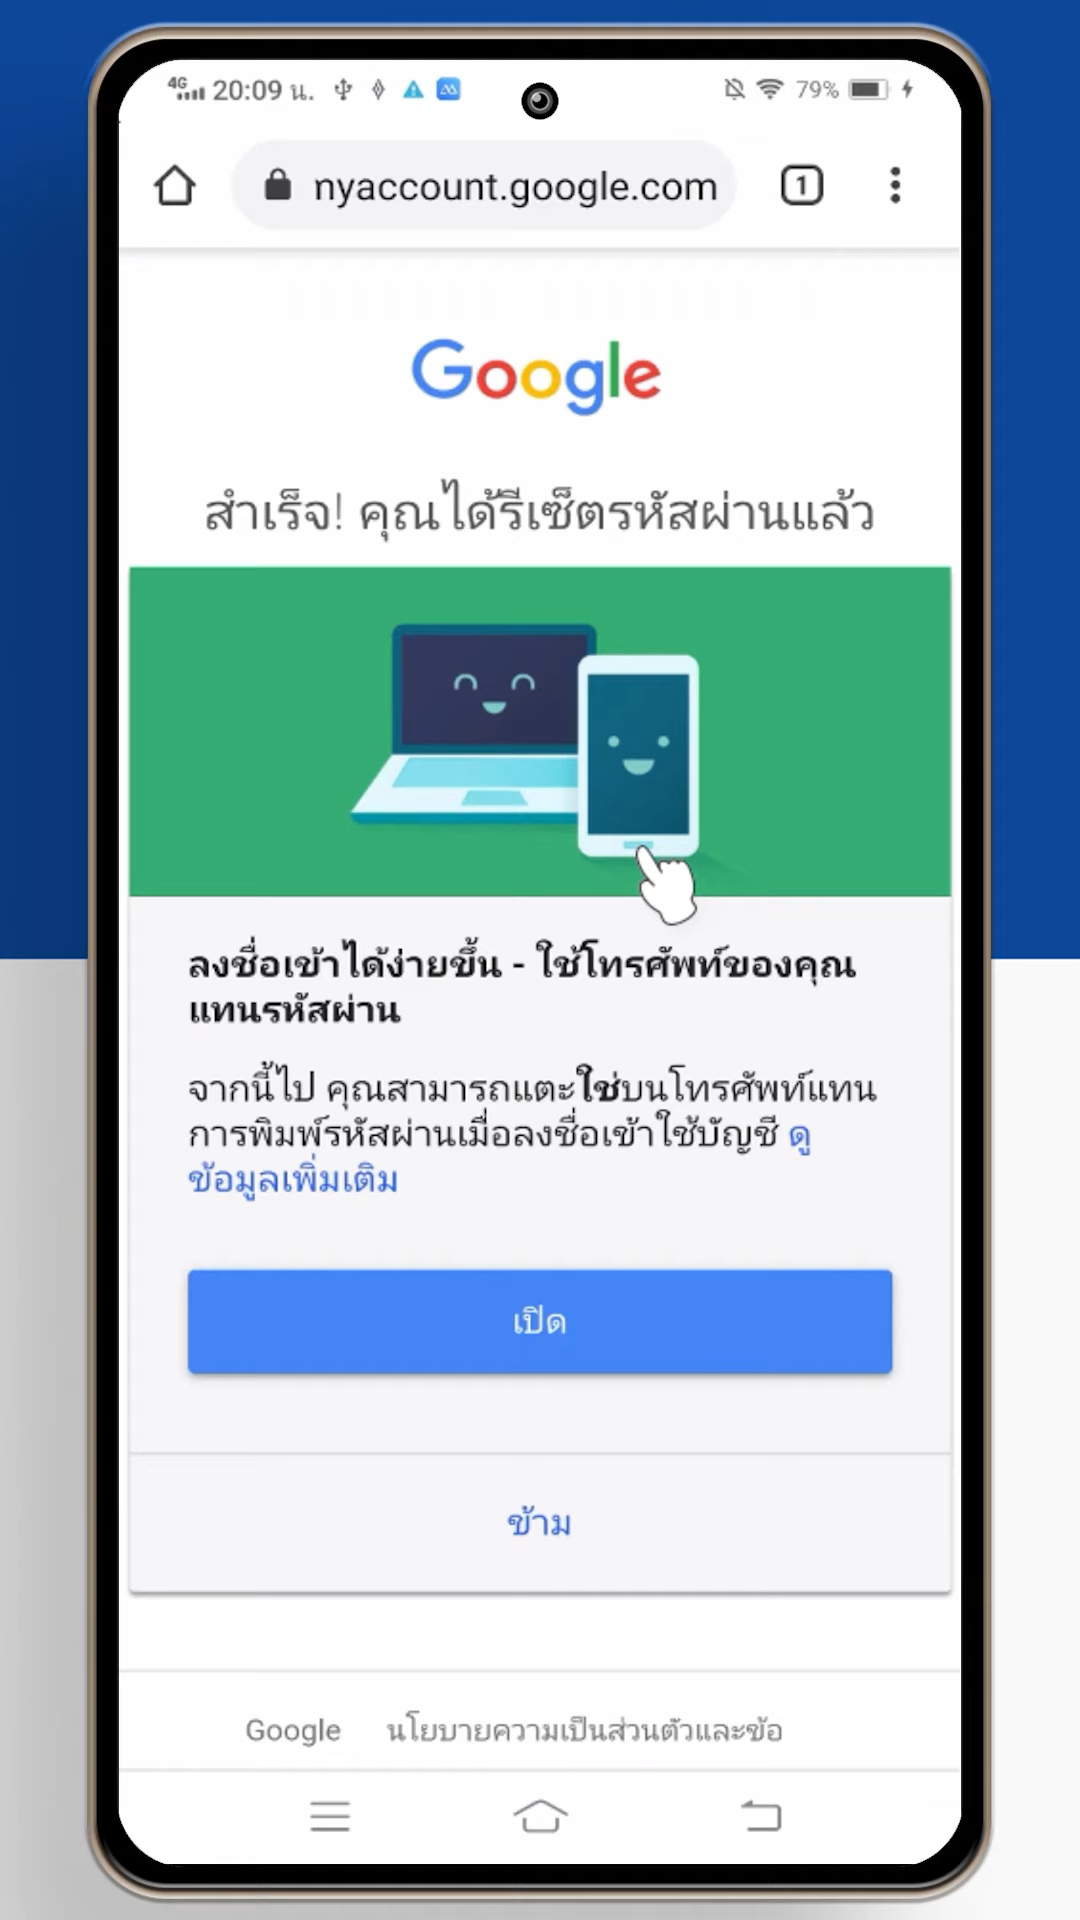 4G 20:09 น. 79%
nyaccount.google.com 1
Google
สำเร็จ! คุณได้รีเซ็ตรหัสผ่านแล้ว
ลงชื่อเข้าได้ง่ายขึ้น - ใช้โทรศัพท์ของคุณ
แทนรหัสผ่าน
จากนี้ไป คุณสามารถแตะใช่บนโทรศัพท์แทน
การพิมพ์รหัสผ่านเมื่อลงชื่อเข้าใช้บัญชี ดู
ข้อมูลเพิ่มเติม
เปิด
ข้าม
Google นโยบายความเป็นส่วนตัวและข้อ